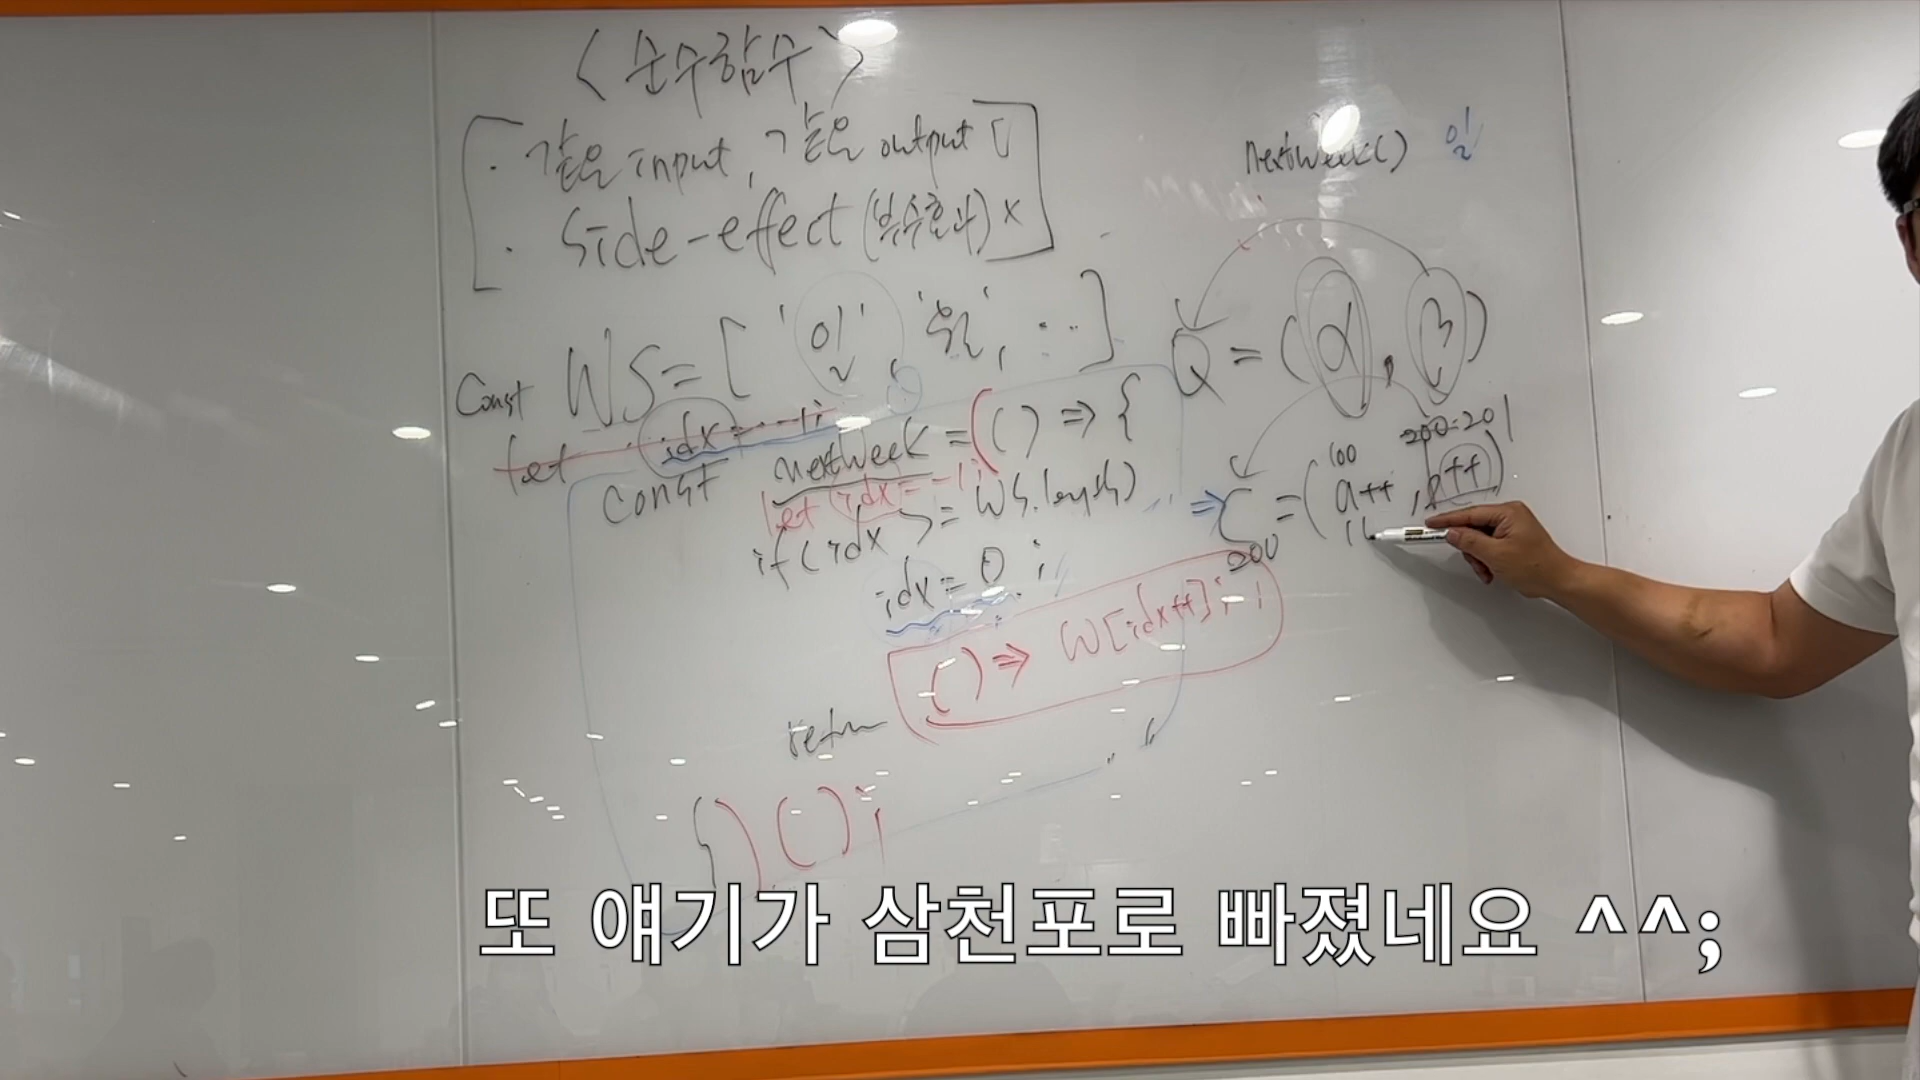 <순수함수>
· 같은 input, 같은 output
· side-effect (부수효과) x
nextWeek() 일
const WS = [ '일', '월', ... ]
Q = (α, β)
let idx = -1;
const nextWeek = ( () => {
let idx = -1;
if (idx >= WS.length)
idx = 0;
100
200=201
=> C = (a++, b++)
200
() => W[idx++];
return
} ) ( );
또 얘기가 삼천포로 빠졌네요 ^^;